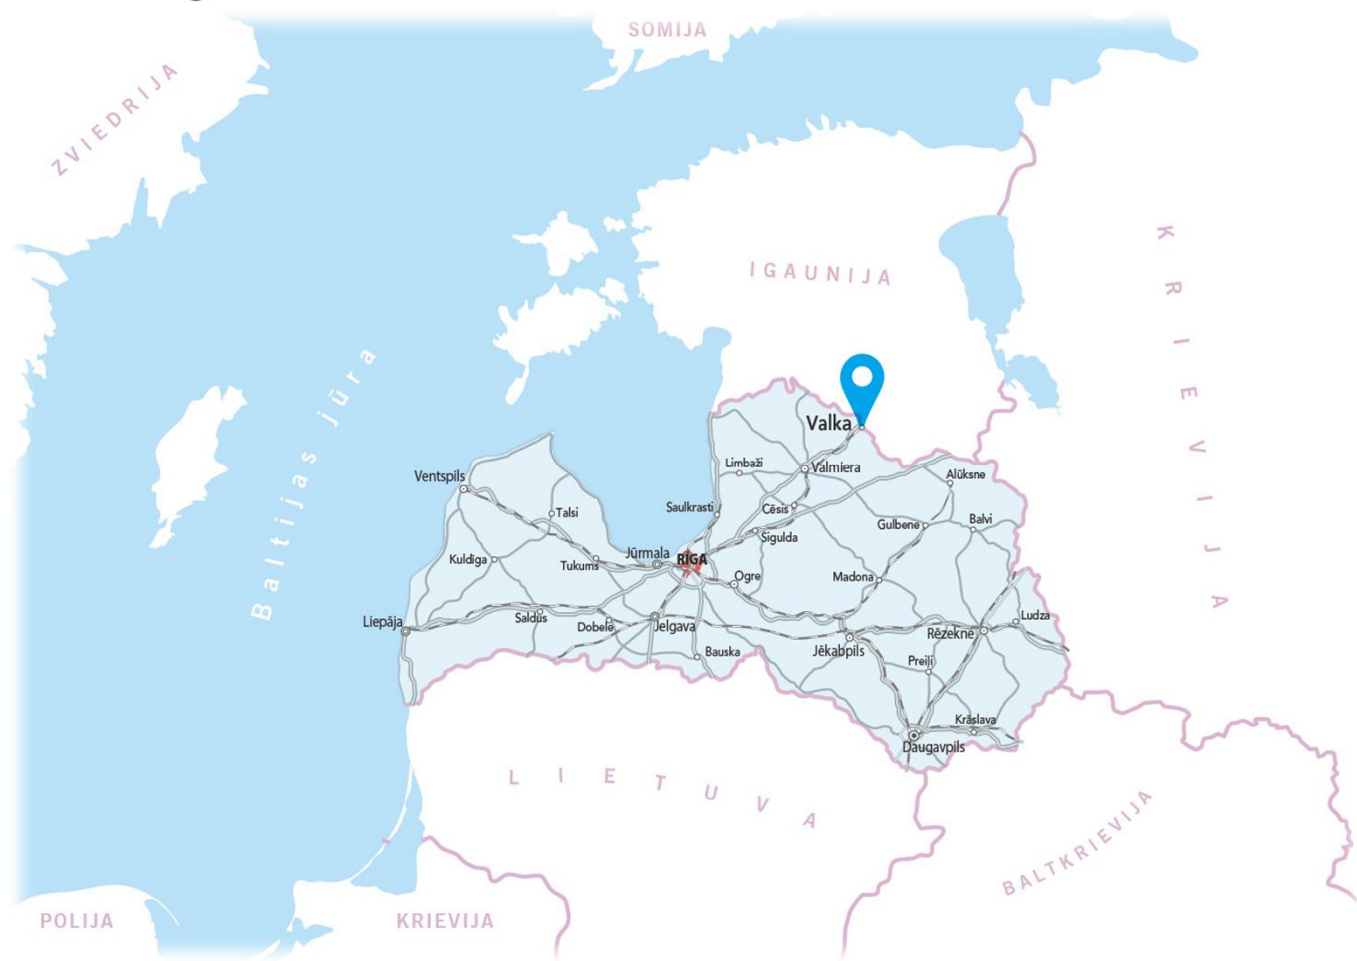 SOMIJA
ZVIEDRIJA
KRIEVIJA
IGAUNIJA
Baltijas jūra
Valka
Limbaži
Valmiera
Ventspils
Alūksne
Saulkrasti
Cēsis
Talsi
Gulbene
Balvi
Sigulda
Jūrmala
RĪGA
Kuldīga
Tukums
Ogre
Madona
Liepāja
Saldus
Dobele
Jelgava
Rēzekne
Ludza
Bauska
Jēkabpils
Preiļi
Krāslava
Daugavpils
LIETUVA
BALTKRIEVIJA
POLIJA
KRIEVIJA